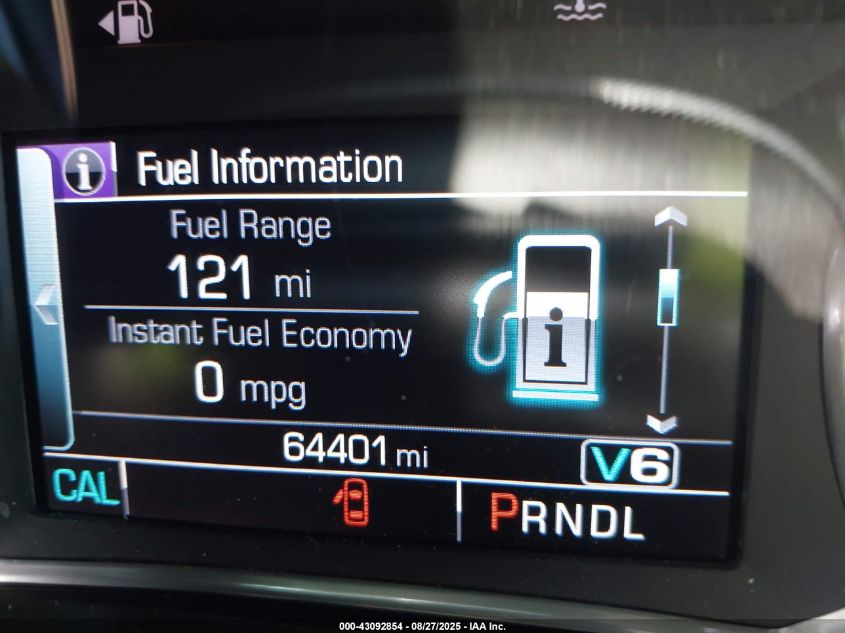 Fuel Information
Fuel Range
121 mi
Instant Fuel Economy
0 mpg
64401 mi
V6
CAL
PRNDL
000-43092854 - 08/27/2025 - IAA Inc.